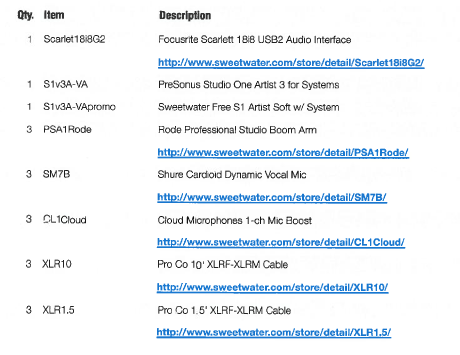 Qty. Item Description
1 Scarlet18i8G2 Focusrite Scarlett 18i8 USB2 Audio Interface
http://www.sweetwater.com/store/detail/Scarlet18i8G2/
1 S1v3A-VA PreSonus Studio One Artist 3 for Systems
1 S1v3A-VApromo Sweetwater Free S1 Artist Soft w/ System
3 PSA1Rode Rode Professional Studio Boom Arm
http://www.sweetwater.com/store/detail/PSA1Rode/
3 SM7B Shure Cardioid Dynamic Vocal Mic
http://www.sweetwater.com/store/detail/SM7B/
3 CL1Cloud Cloud Microphones 1-ch Mic Boost
http://www.sweetwater.com/store/detail/CL1Cloud/
3 XLR10 Pro Co 10' XLRF-XLRM Cable
http://www.sweetwater.com/store/detail/XLR10/
3 XLR1.5 Pro Co 1.5' XLRF-XLRM Cable
http://www.sweetwater.com/store/detail/XLR1.5/